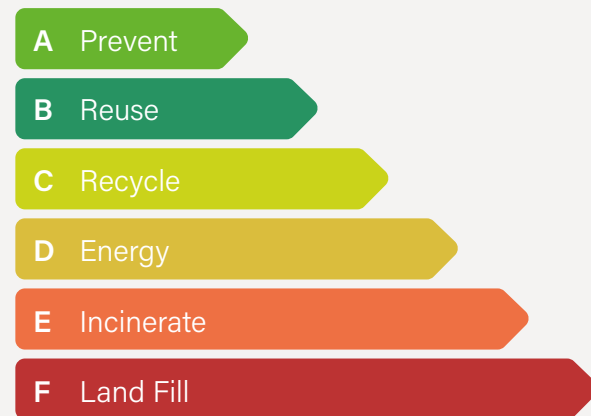 A Prevent
B Reuse
C Recycle
D Energy
E Incinerate
F Land Fill